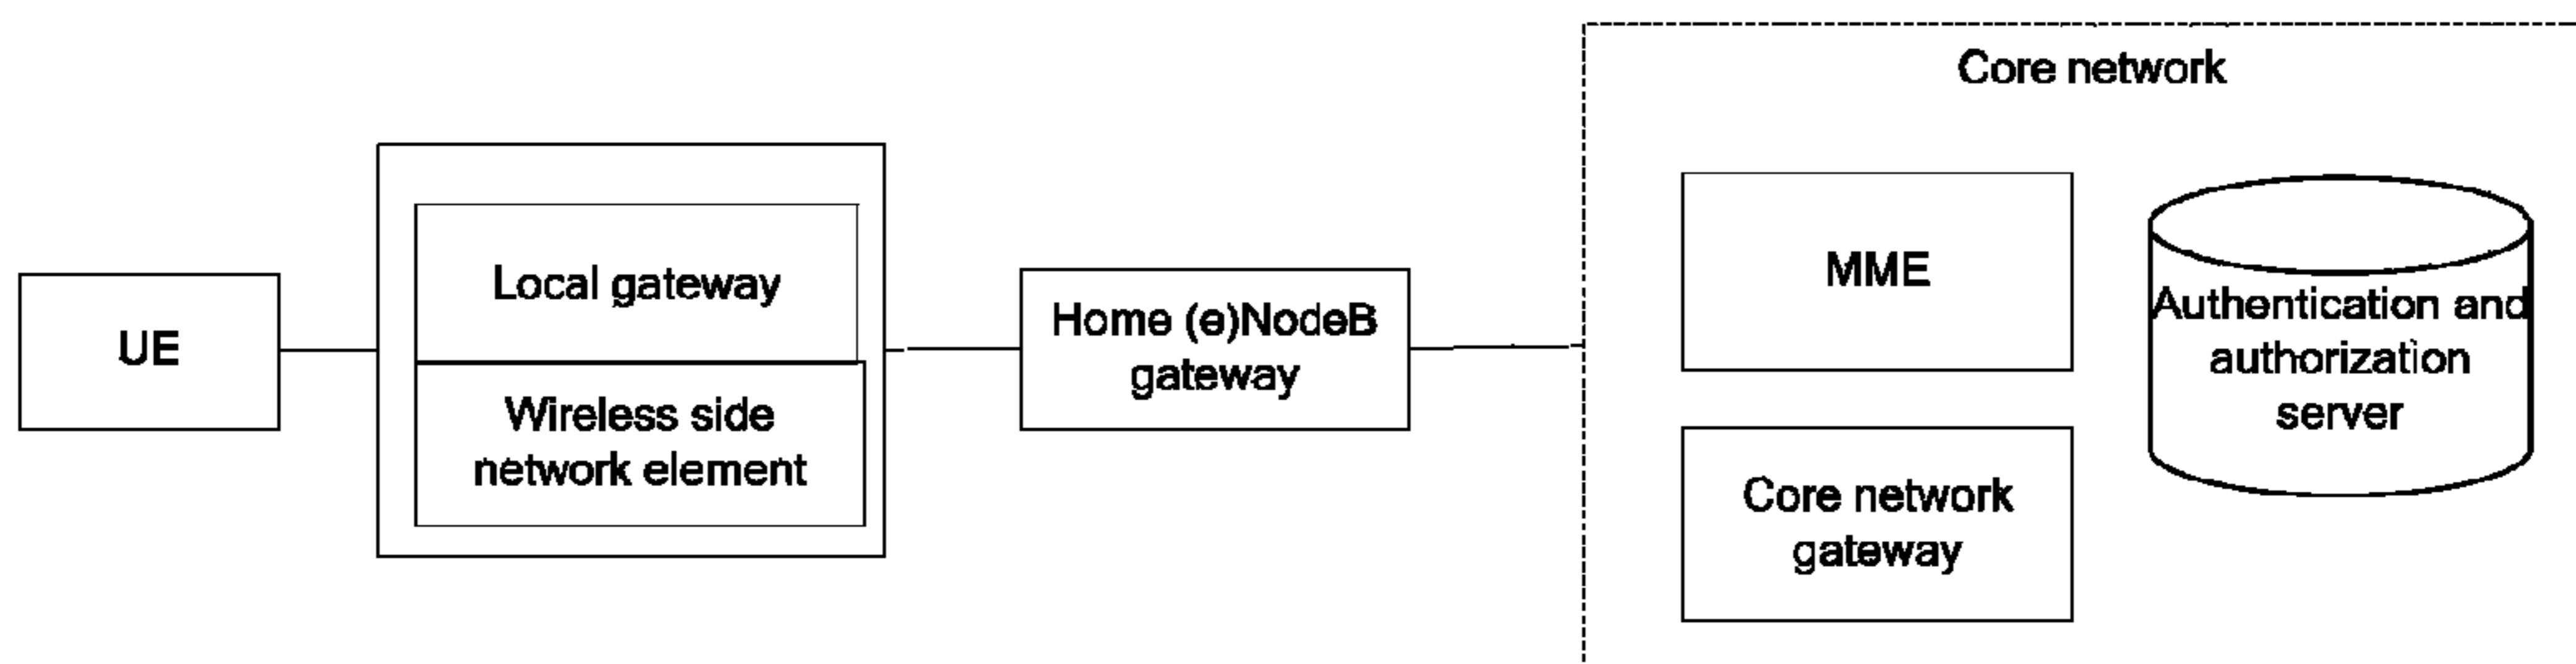 Core network
UE
Local gateway
Wireless side
network element
Home (e)NodeB
gateway
MME
Core network
gateway
Authentication and
authorization
server